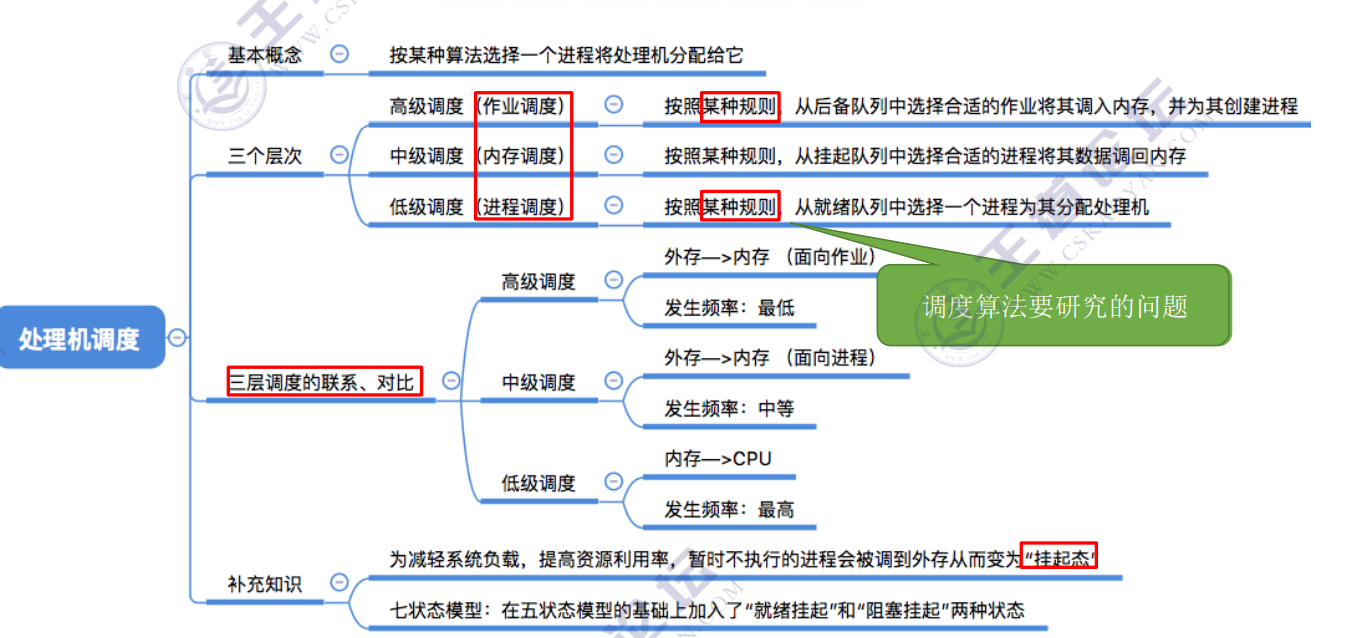 基本概念 按某种算法选择一个进程将处理机分配给它
高级调度（作业调度） 按照某种规则，从后备队列中选择合适的作业将其调入内存，并为其创建进程
三个层次 中级调度（内存调度） 按照某种规则，从挂起队列中选择合适的进程将其数据调回内存
低级调度（进程调度） 按照某种规则，从就绪队列中选择一个进程为其分配处理机
外存—>内存 （面向作业）
高级调度
调度算法要研究的问题
发生频率：最低
处理机调度
外存—>内存 （面向进程）
三层调度的联系、对比 中级调度
发生频率：中等
内存—>CPU
低级调度
发生频率：最高
为减轻系统负载，提高资源利用率，暂时不执行的进程会被调到外存从而变为“挂起态”
补充知识
七状态模型：在五状态模型的基础上加入了“就绪挂起”和“阻塞挂起”两种状态
王道论坛
WWW.CSKAOYAN.COM